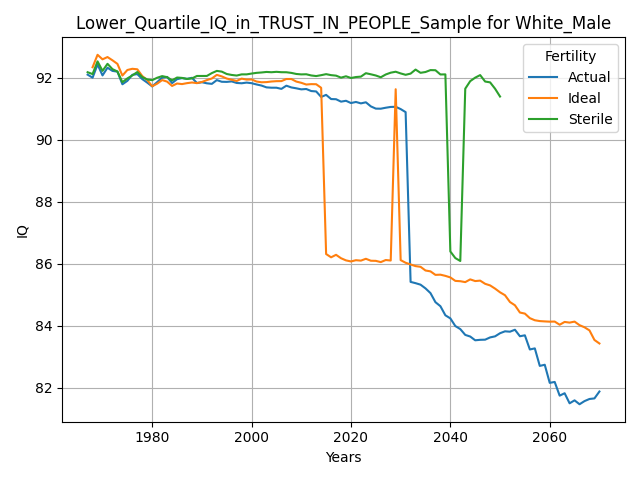 Lower_Quartile_IQ_in_TRUST_IN_PEOPLE_Sample for White_Male
Fertility
Actual
Ideal
Sterile
IQ
92
90
88
86
84
82
1980
2000
2020
2040
2060
Years